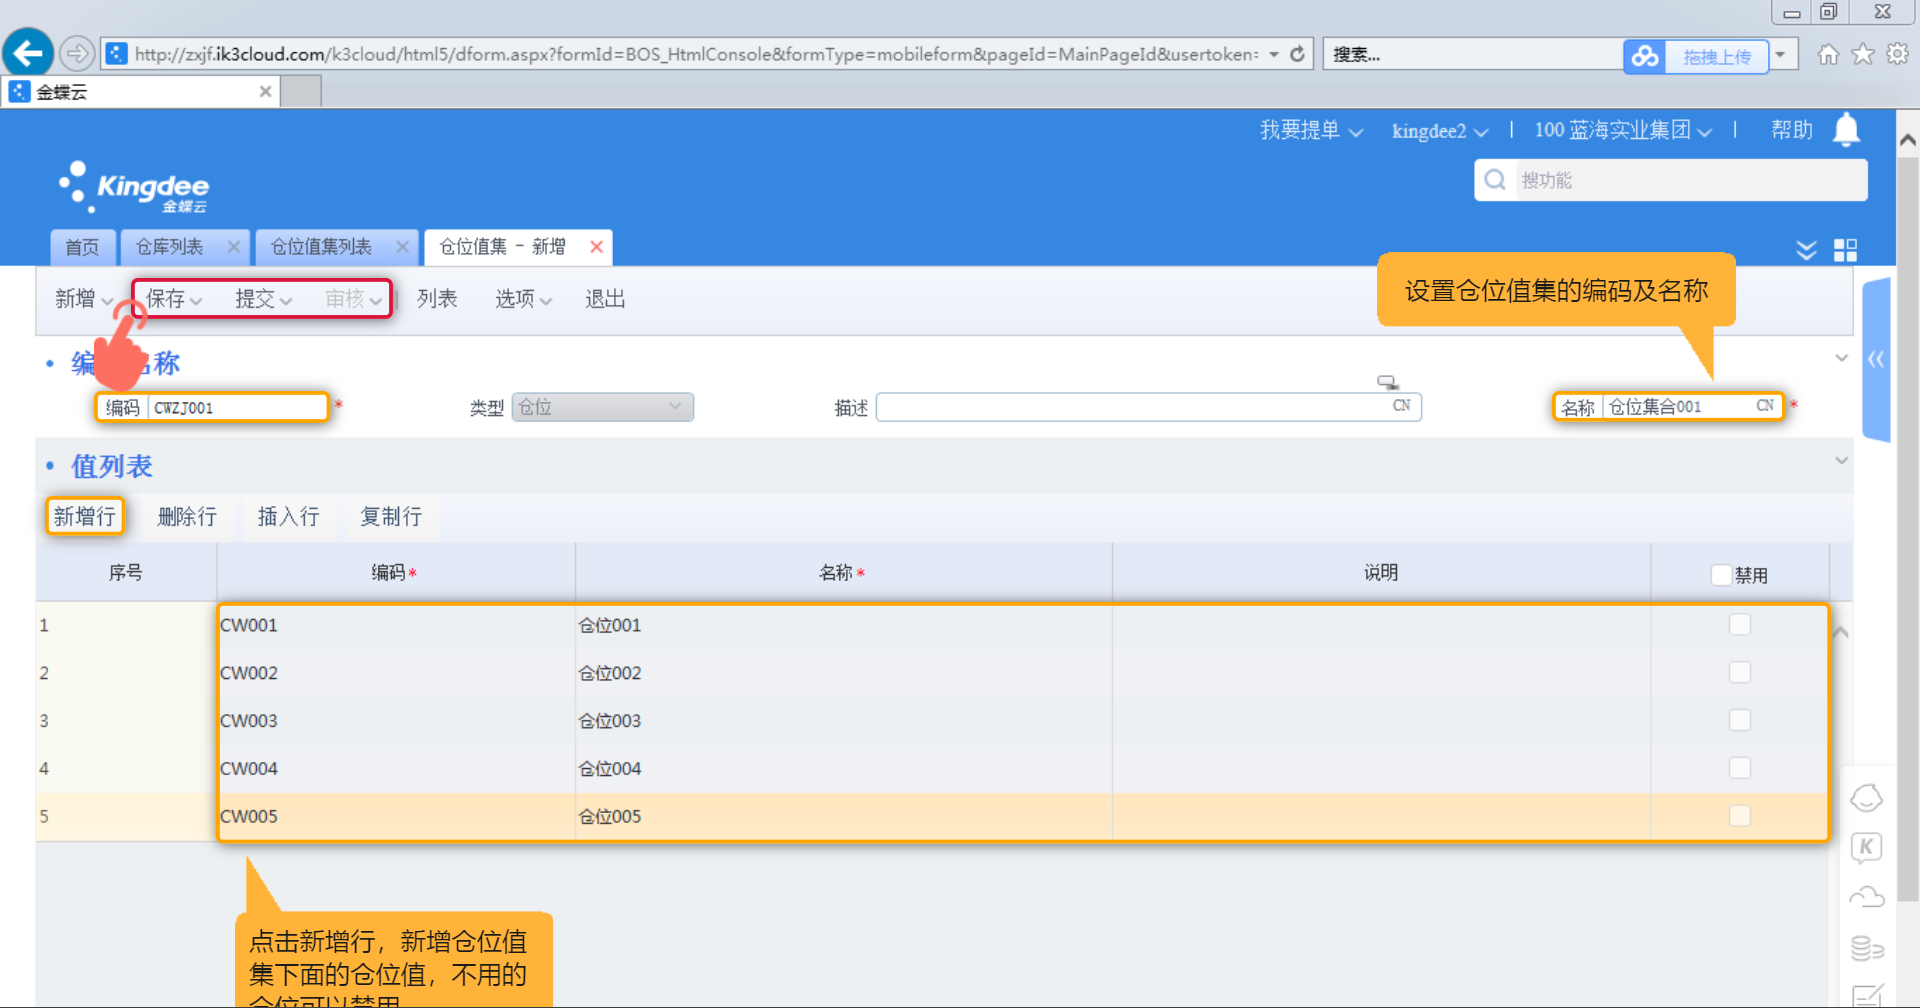 http://zxjf.ik3cloud.com/k3cloud/html5/dform.aspx?formId=BOS_HtmlConsole&formType=mobileform&pageId=MainPageId&usertoken=
搜索...
拖拽上传
金蝶云
我要提单
kingdee2
100 蓝海实业集团
帮助
Kingdee
金蝶云
搜功能
首页
仓库列表
仓位值集列表
仓位值集 - 新增
新增
保存
提交
审核
列表
选项
退出
设置仓位值集的编码及名称
编
名称
编码
CWZJ001
*
类型
仓位
描述
CN
名称
仓位集合001
CN
*
值列表
新增行
删除行
插入行
复制行
序号
编码*
名称*
说明
禁用
1
CW001
仓位001
2
CW002
仓位002
3
CW003
仓位003
4
CW004
仓位004
5
CW005
仓位005
点击新增行，新增仓位值
集下面的仓位值，不用的
仓位可以禁用
K